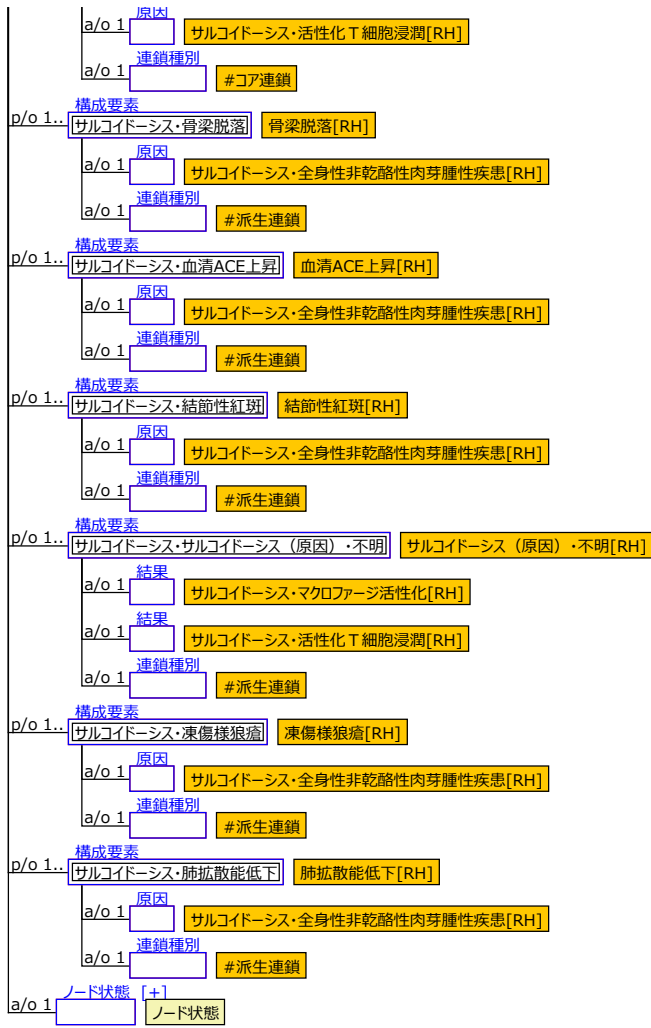 原因
a/o 1 サルコイドーシス・活性化T細胞浸潤[RH]
連鎖種別
a/o 1 #コア連鎖
構成要素
p/o 1.. サルコイドーシス・骨梁脱落 骨梁脱落[RH]
原因
a/o 1 サルコイドーシス・全身性非乾酪性肉芽腫性疾患[RH]
連鎖種別
a/o 1 #派生連鎖
構成要素
p/o 1.. サルコイドーシス・血清ACE上昇 血清ACE上昇[RH]
原因
a/o 1 サルコイドーシス・全身性非乾酪性肉芽腫性疾患[RH]
連鎖種別
a/o 1 #派生連鎖
構成要素
p/o 1.. サルコイドーシス・結節性紅斑 結節性紅斑[RH]
原因
a/o 1 サルコイドーシス・全身性非乾酪性肉芽腫性疾患[RH]
連鎖種別
a/o 1 #派生連鎖
構成要素
p/o 1.. サルコイドーシス・サルコイドーシス（原因）・不明 サルコイドーシス（原因）・不明[RH]
結果
a/o 1 サルコイドーシス・マクロファージ活性化[RH]
結果
a/o 1 サルコイドーシス・活性化T細胞浸潤[RH]
連鎖種別
a/o 1 #派生連鎖
構成要素
p/o 1.. サルコイドーシス・凍傷様狼瘡 凍傷様狼瘡[RH]
原因
a/o 1 サルコイドーシス・全身性非乾酪性肉芽腫性疾患[RH]
連鎖種別
a/o 1 #派生連鎖
構成要素
p/o 1.. サルコイドーシス・肺拡散能低下 肺拡散能低下[RH]
原因
a/o 1 サルコイドーシス・全身性非乾酪性肉芽腫性疾患[RH]
連鎖種別
a/o 1 #派生連鎖
ノード状態 [+]
a/o 1 ノード状態